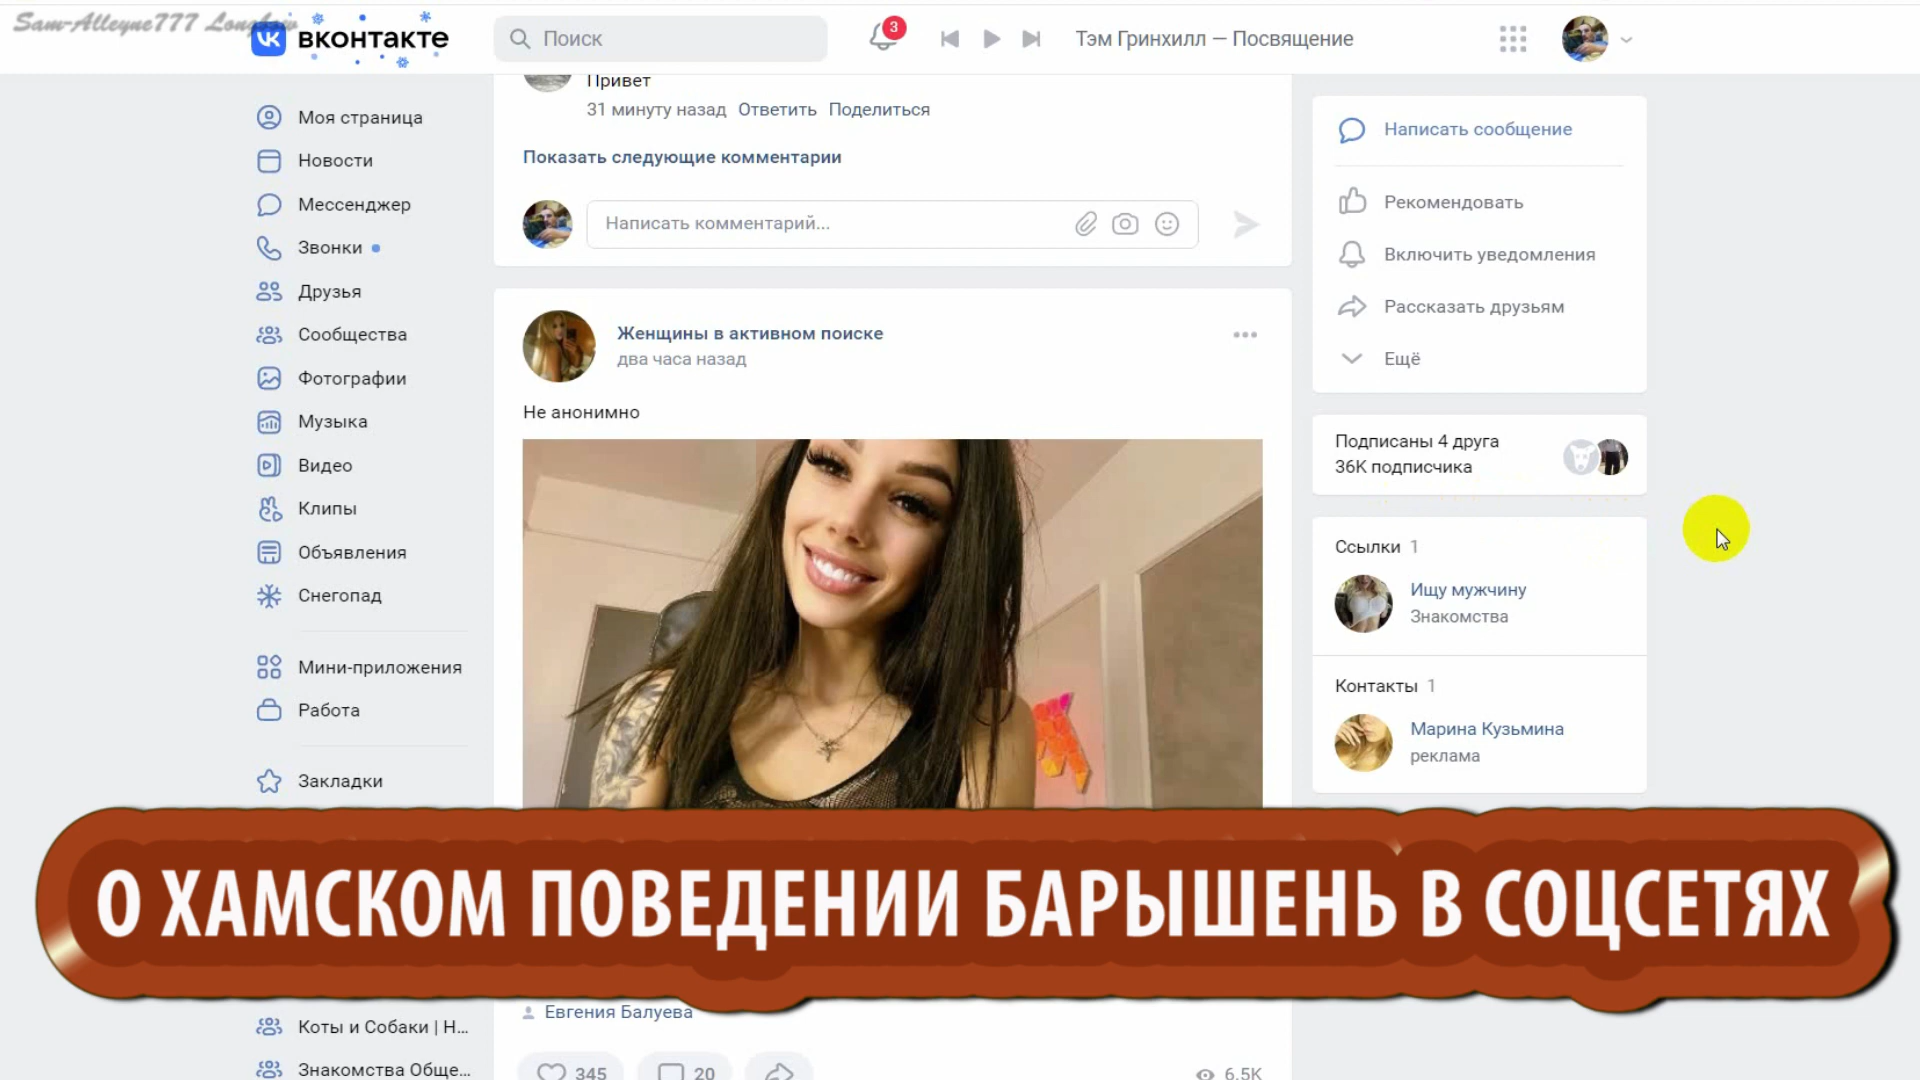 Sam-Alleyne777 Longbow
вконтакте
Поиск
3
Тэм Гринхилл — Посвящение
Моя страница
Новости
Мессенджер
Звонки
Друзья
Сообщества
Фотографии
Музыка
Видео
Клипы
Объявления
Снегопад
Мини-приложения
Работа
Закладки
Коты и Собаки | Н...
Знакомства Обще...
Привет
31 минуту назад Ответить Поделиться
Показать следующие комментарии
Написать комментарий...
Женщины в активном поиске
два часа назад
Не анонимно
О ХАМСКОМ ПОВЕДЕНИИ БАРЫШЕНЬ В СОЦСЕТЯХ
Евгения Балуева
345
20
6.5K
Написать сообщение
Рекомендовать
Включить уведомления
Рассказать друзьям
Ещё
Подписаны 4 друга
36K подписчика
Ссылки 1
Ищу мужчину
Знакомства
Контакты 1
Марина Кузьмина
реклама